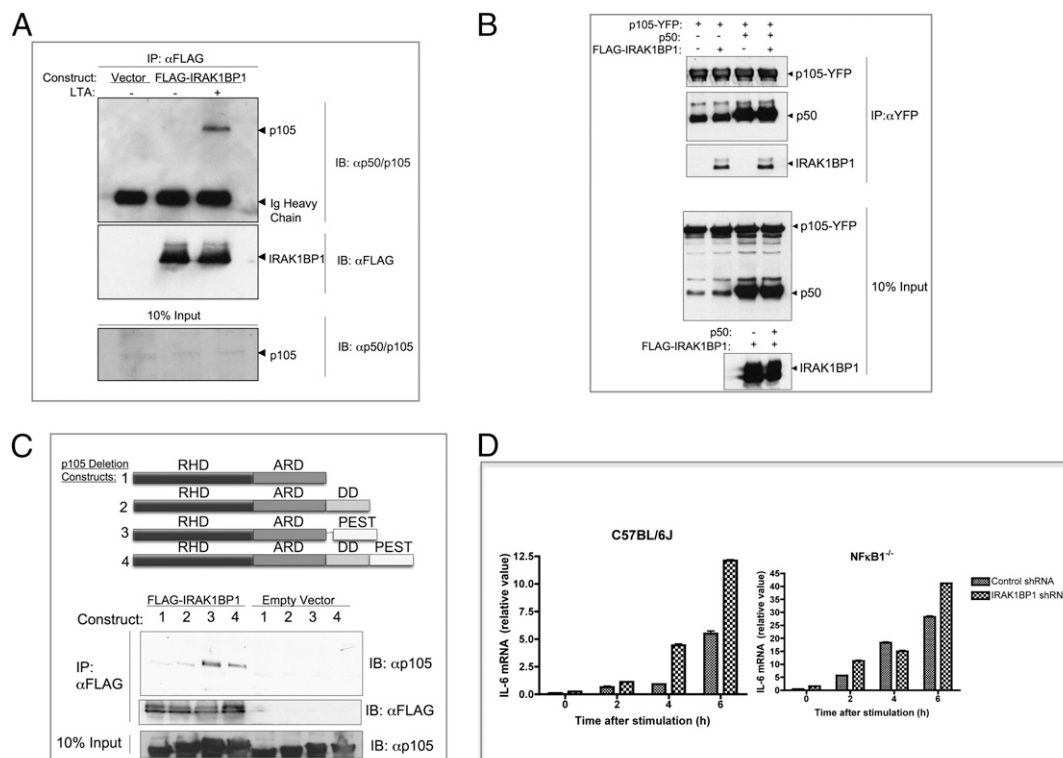 A
IP: αFLAG
Construct: Vector FLAG-IRAK1BP1
LTA: - - +
p105
IB: αp50/p105
Ig Heavy
Chain
IRAK1BP1
IB: αFLAG
10% Input
p105
IB: αp50/p105
B
p105-YFP + + + +
p50: - - + +
FLAG-IRAK1BP1: - + - +
p105-YFP
p50
IP:αYFP
IRAK1BP1
p105-YFP
p50
10% Input
p50: - +
FLAG-IRAK1BP1: + +
IRAK1BP1
C
p105 Deletion
Constructs:
RHD ARD
1
RHD ARD DD
2
RHD ARD PEST
3
RHD ARD DD PEST
4
FLAG-IRAK1BP1 Empty Vector
Construct: 1 2 3 4 1 2 3 4
IP:
αFLAG
IB: αp105
IB: αFLAG
10% Input
IB: αp105
D
C57BL/6J
IL-6 mRNA (relative value)
12.5
10.0
7.5
5.0
2.5
0.0
0 2 4 6
Time after stimulation (h)
NFκB1-/-
IL-6 mRNA (relative value)
45
40
35
30
25
20
15
10
5
0
0 2 4 6
Time after stimulation (h)
Control shRNA
IRAK1BP1 shRN